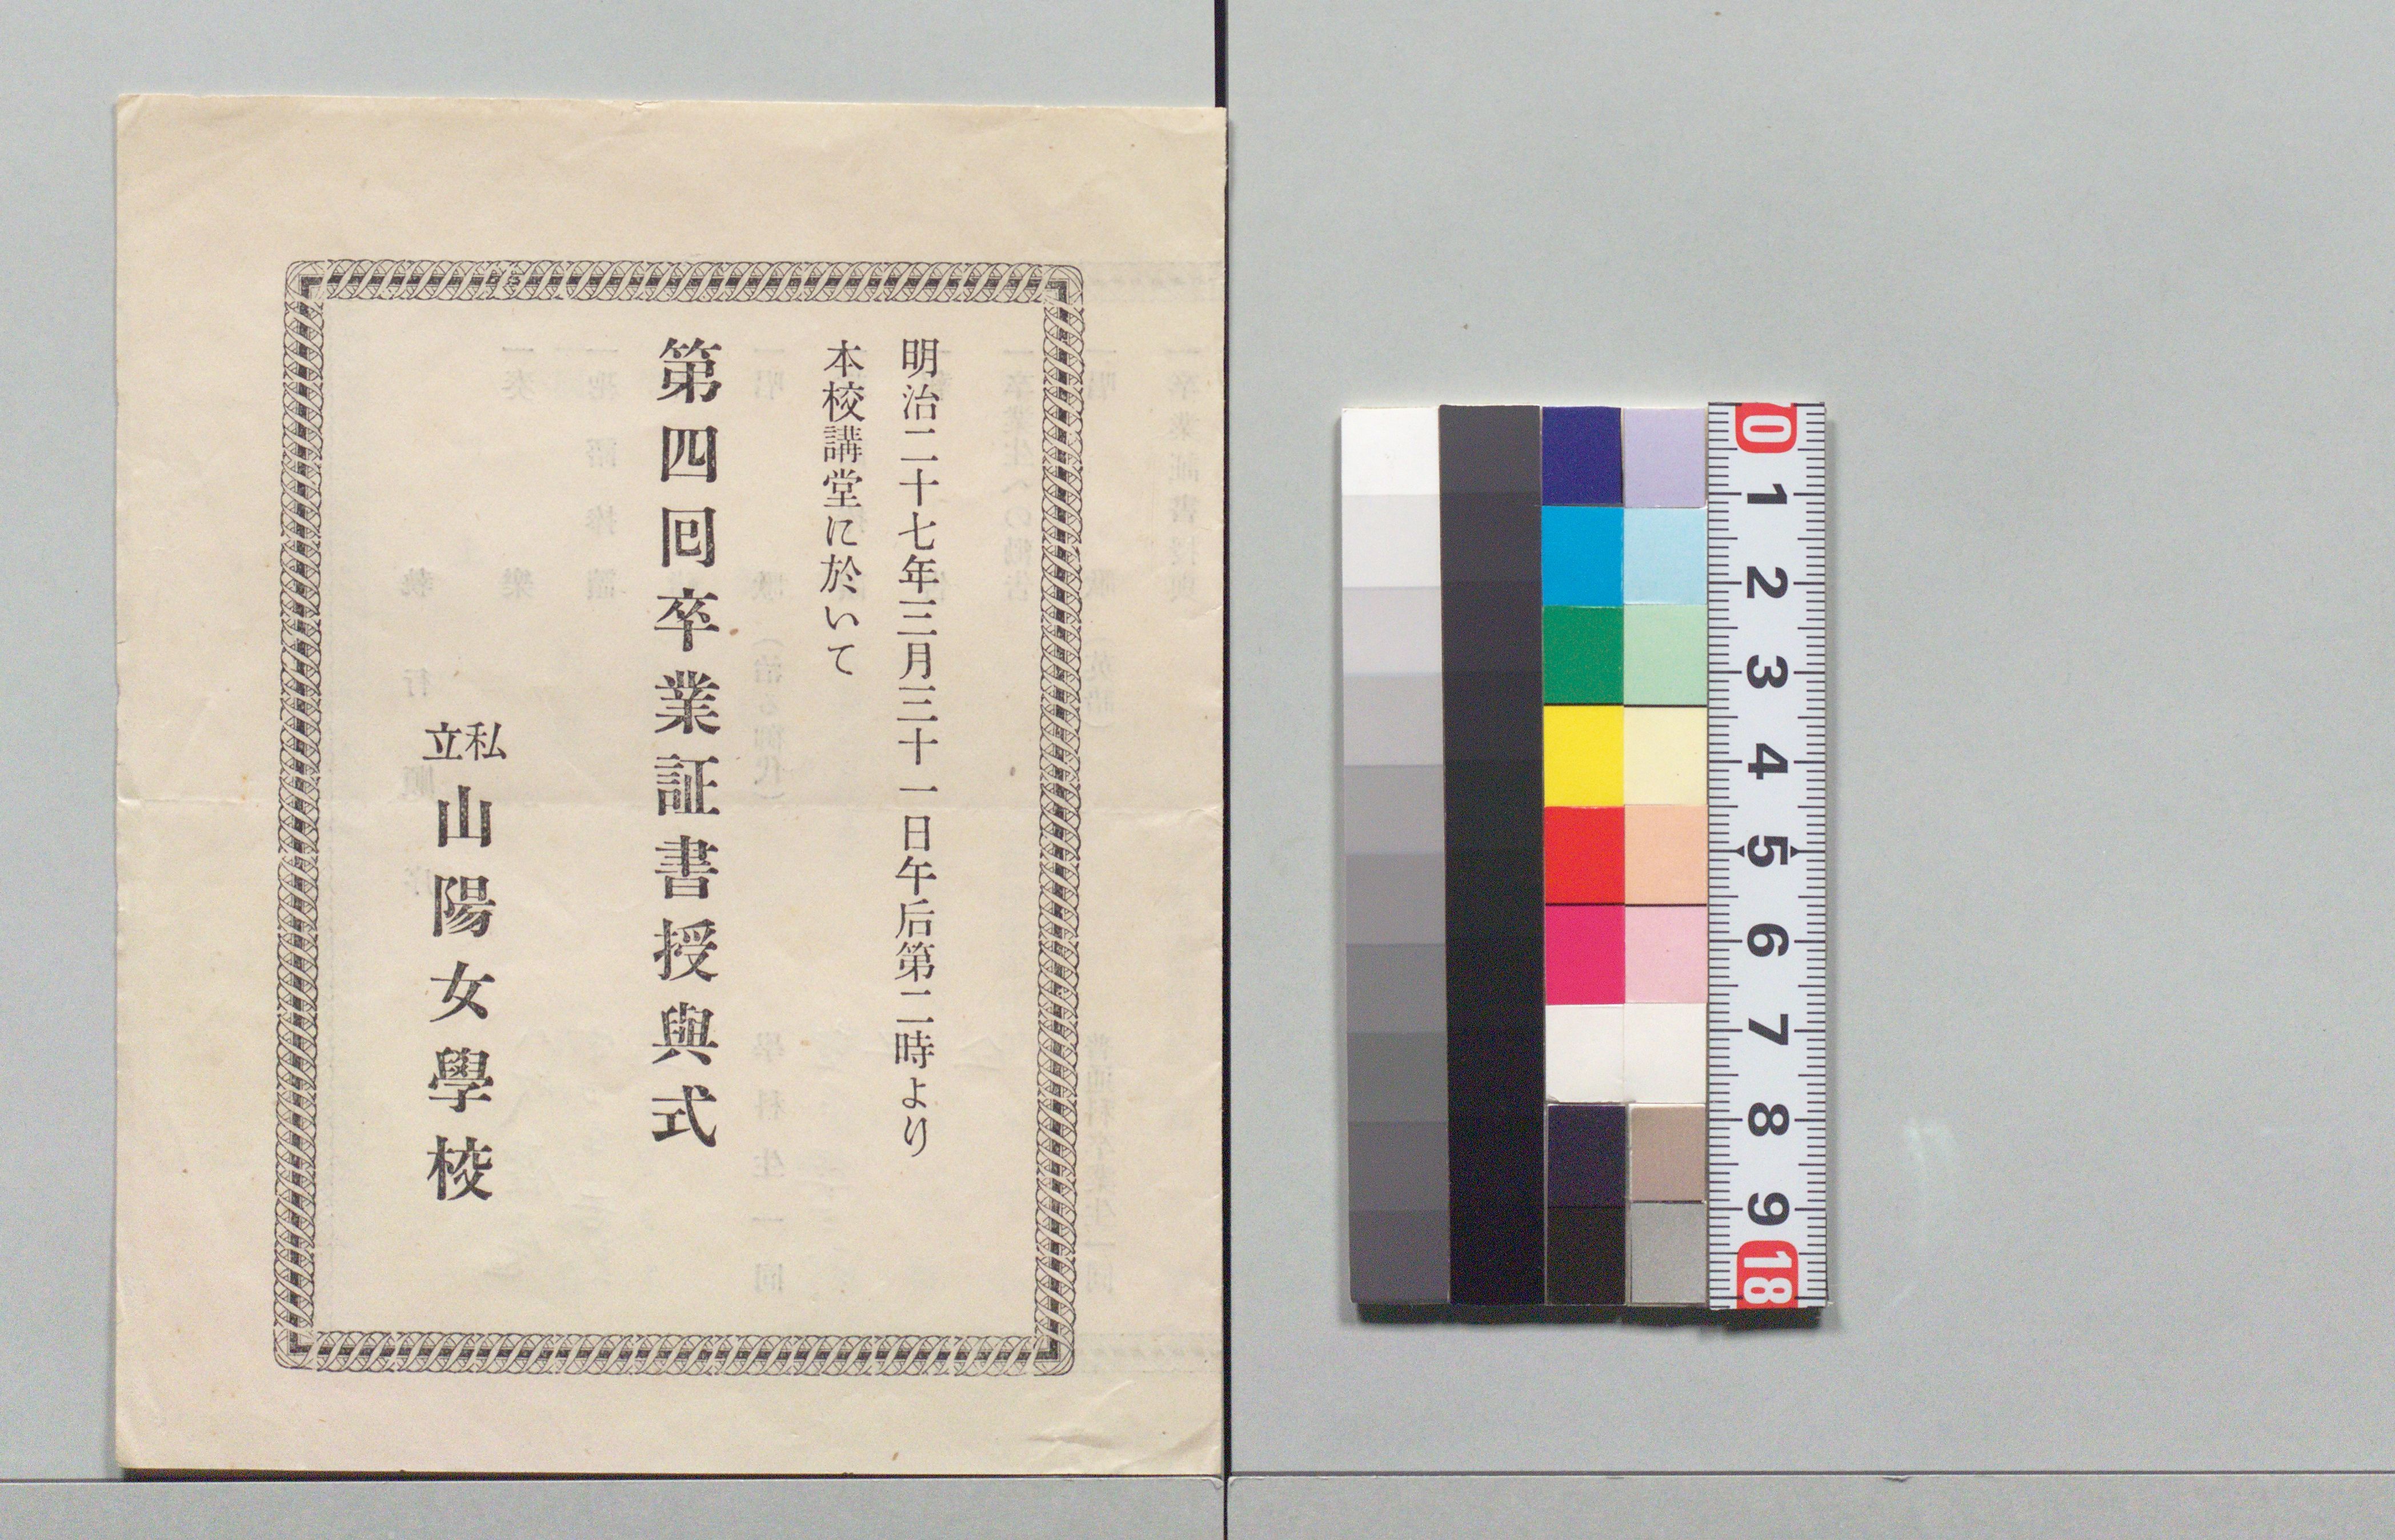 明治二十七年三月三十一日午后第二時より
本校講堂に於いて
第四回卒業証書授與式
私立山陽女學校
0 1 2 3 4 5 6 7 8 9 18